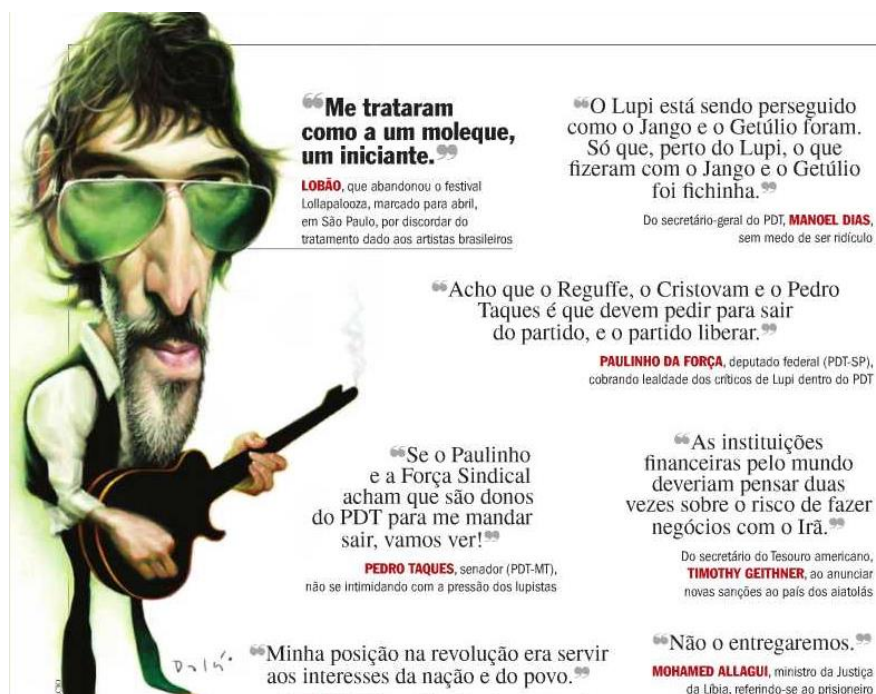 “Me trataram
como a um moleque,
um iniciante.”
LOBÃO, que abandonou o festival
Lollapalooza, marcado para abril,
em São Paulo, por discordar do
tratamento dado aos artistas brasileiros
“O Lupi está sendo perseguido
como o Jango e o Getúlio foram.
Só que, perto do Lupi, o que
fizeram com o Jango e o Getúlio
foi fichinha.”
Do secretário-geral do PDT, MANOEL DIAS,
sem medo de ser ridículo
“Acho que o Reguffe, o Cristovam e o Pedro
Taques é que devem pedir para sair
do partido, e o partido liberar.”
PAULINHO DA FORÇA, deputado federal (PDT-SP),
cobrando lealdade dos críticos de Lupi dentro do PDT
“Se o Paulinho
e a Força Sindical
acham que são donos
do PDT para me mandar
sair, vamos ver!”
PEDRO TAQUES, senador (PDT-MT),
não se intimidando com a pressão dos lupistas
“As instituições
financeiras pelo mundo
deveriam pensar duas
vezes sobre o risco de fazer
negócios com o Irã.”
Do secretário do Tesouro americano,
TIMOTHY GEITHNER, ao anunciar
novas sanções ao país dos aiatolás
“Minha posição na revolução era servir
aos interesses da nação e do povo.”
“Não o entregaremos.”
MOHAMED ALLAGUI, ministro da Justiça
da Líbia, referindo-se ao prisioneiro